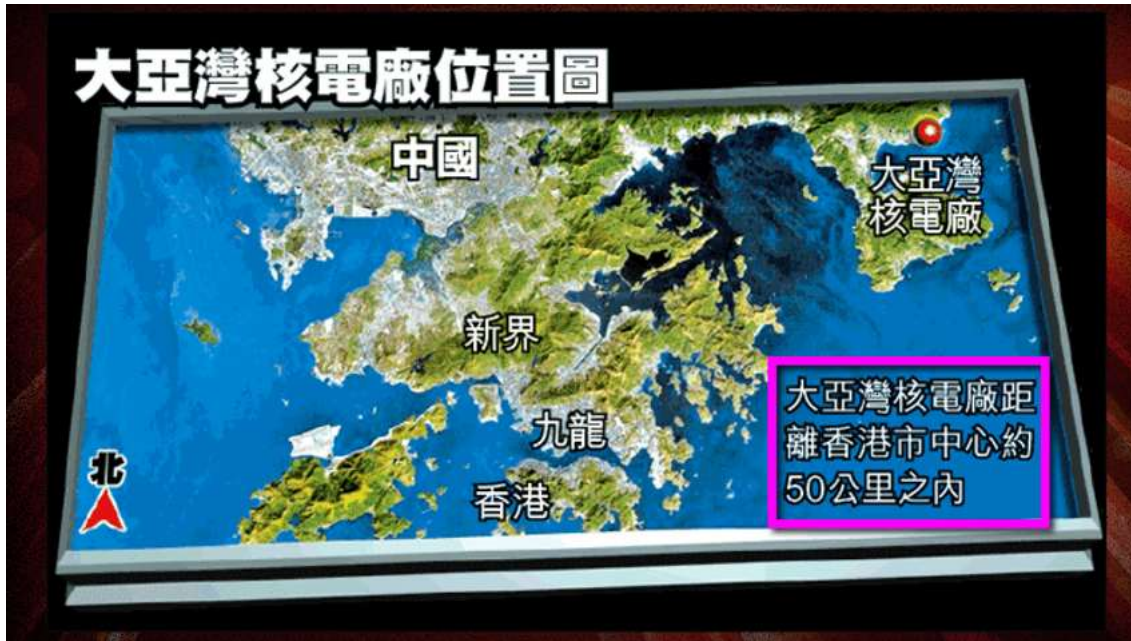 大亞灣核電廠位置圖
中國
大亞灣
核電廠
新界
九龍
香港
北
大亞灣核電廠距
離香港市中心約
50公里之內